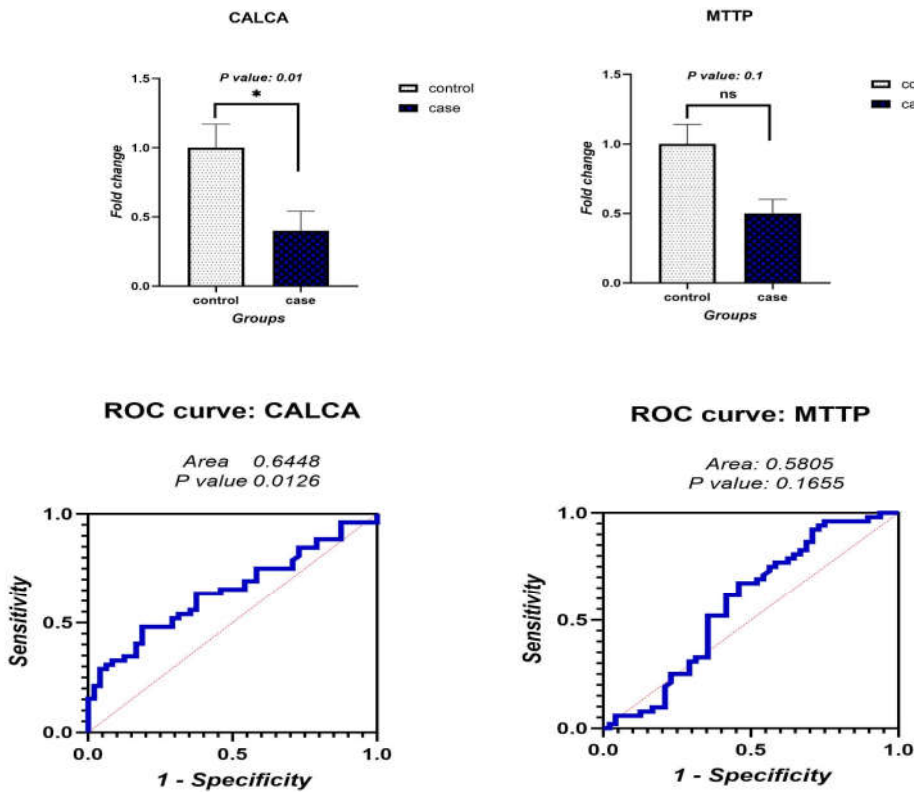 CALCA
P value: 0.01
*
control
case
1.5
1.0
0.5
0.0
Fold change
control
case
Groups
MTTP
P value: 0.1
ns
co
ca
1.5
1.0
0.5
0.0
Fold change
control
case
Groups
ROC curve: CALCA
Area 0.6448
P value 0.0126
1.0
0.5
0.0
Sensitivity
0.0
0.5
1.0
1 - Specificity
ROC curve: MTTP
Area: 0.5805
P value: 0.1655
1.0
0.5
0.0
Sensitivity
0.0
0.5
1.0
1 - Specificity